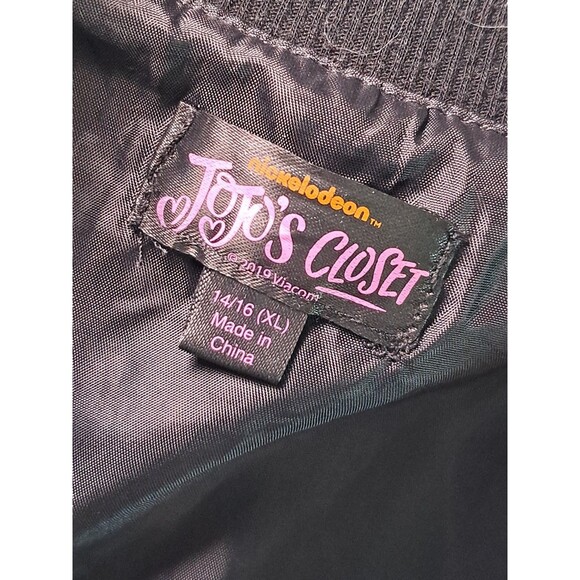 nickelodeon™
JoJo's CLOSET
© 2019 Viacom
14/16 (XL)
Made in
China